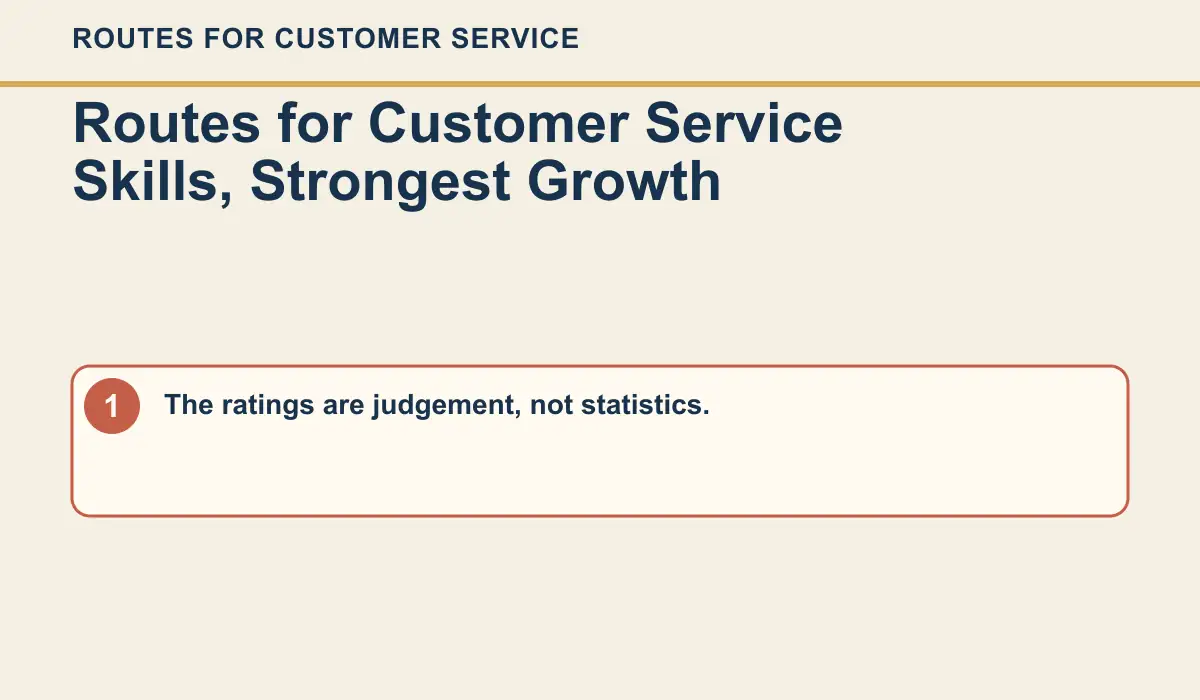 ROUTES FOR CUSTOMER SERVICE
Routes for Customer Service
Skills, Strongest Growth
1
The ratings are judgement, not statistics.